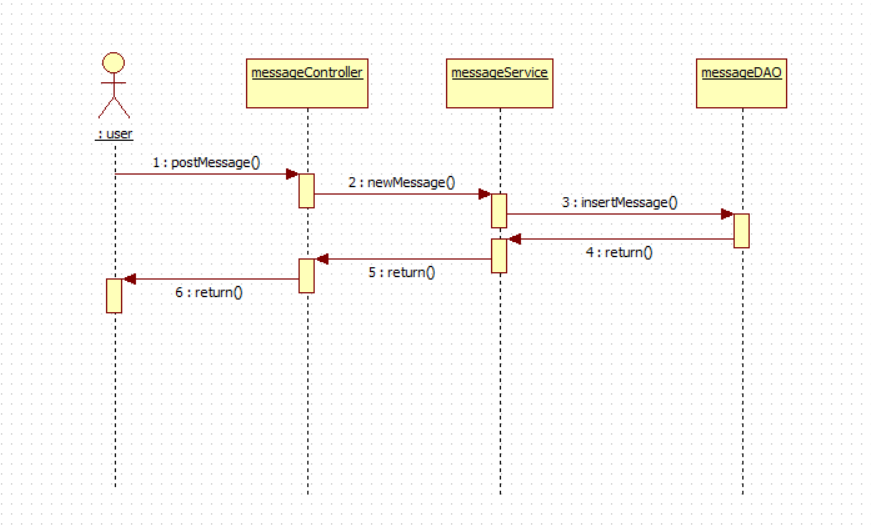 messageController
messageService
messageDAO
: user
1 : postMessage()
2 : newMessage()
3 : insertMessage()
4 : return()
5 : return()
6 : return()